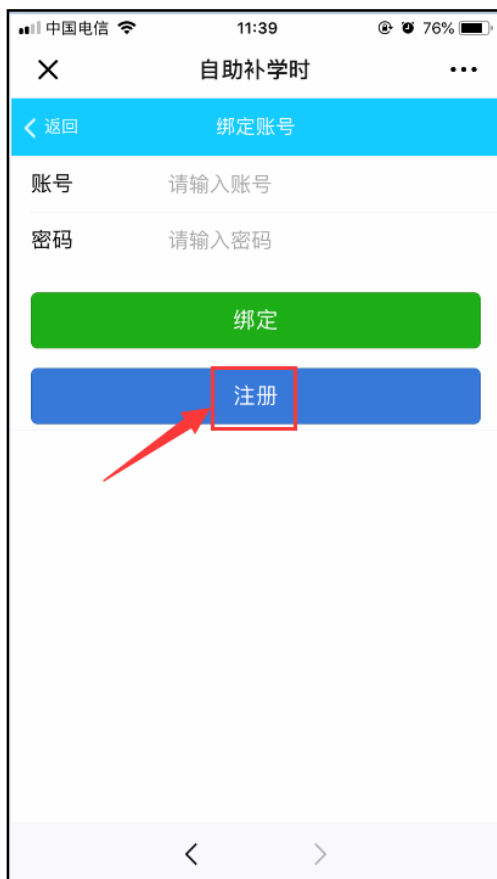 中国电信 11:39 76%
自助补学时
返回 绑定账号
账号 请输入账号
密码 请输入密码
绑定
注册